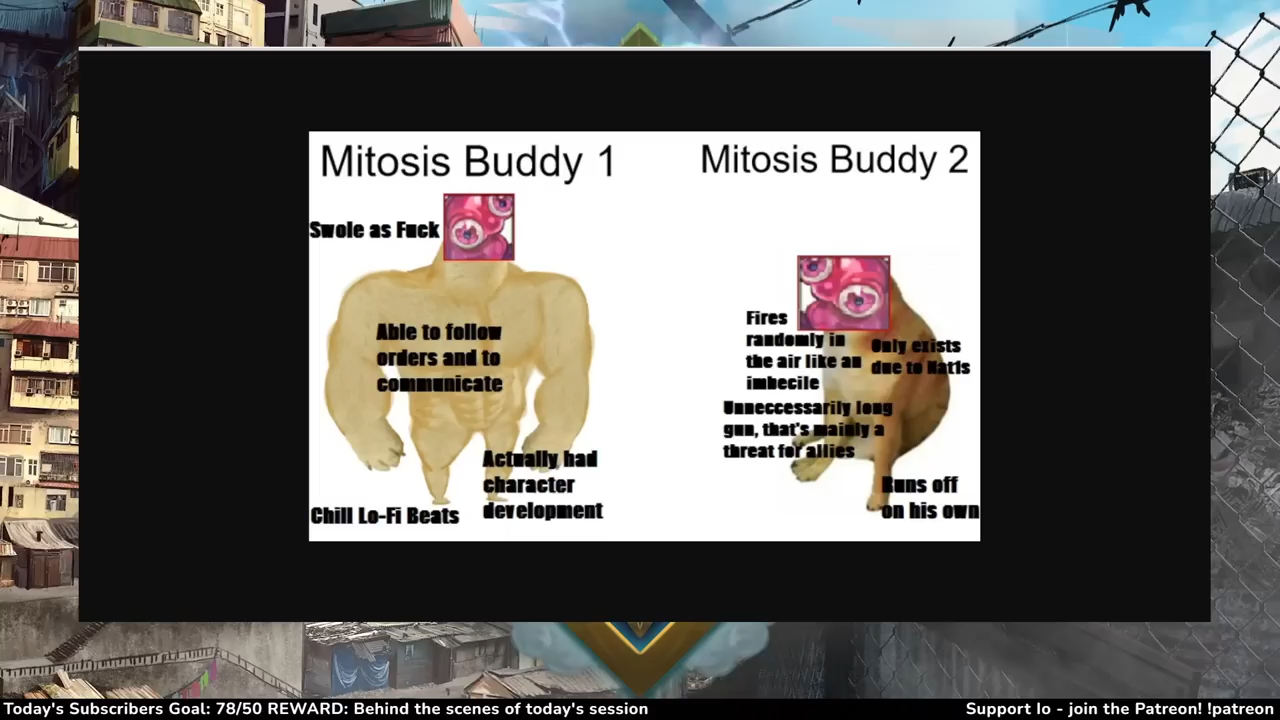 Mitosis Buddy 1
Swole as Fuck
Able to follow
orders and to
communicate
Actually had
character
development
Chill Lo-Fi Beats
Mitosis Buddy 2
Fires
randomly in
the air like an
imbecile
Only exists
due to Nat1s
Unneccessarily long
gun, that's mainly a
threat for allies
Runs off
on his own
Today's Subscribers Goal: 78/50 REWARD: Behind the scenes of today's session
Support Io - join the Patreon! !patreon